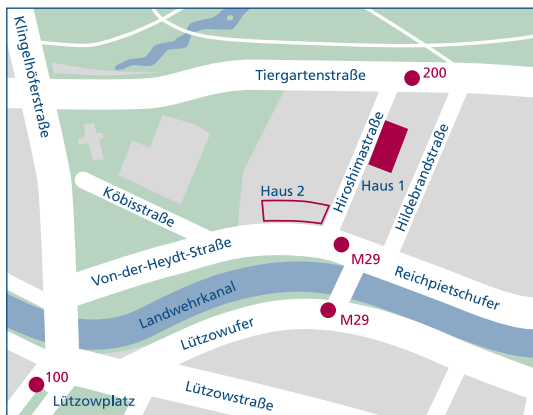 Klingelhöferstraße
Tiergartenstraße
200
Hiroshimastraße
Hildebrandstraße
Haus 1
Haus 2
Köbisstraße
Von-der-Heydt-Straße
M29
Reichpietschufer
Landwehrkanal
M29
Lützowufer
100
Lützowplatz
Lützowstraße